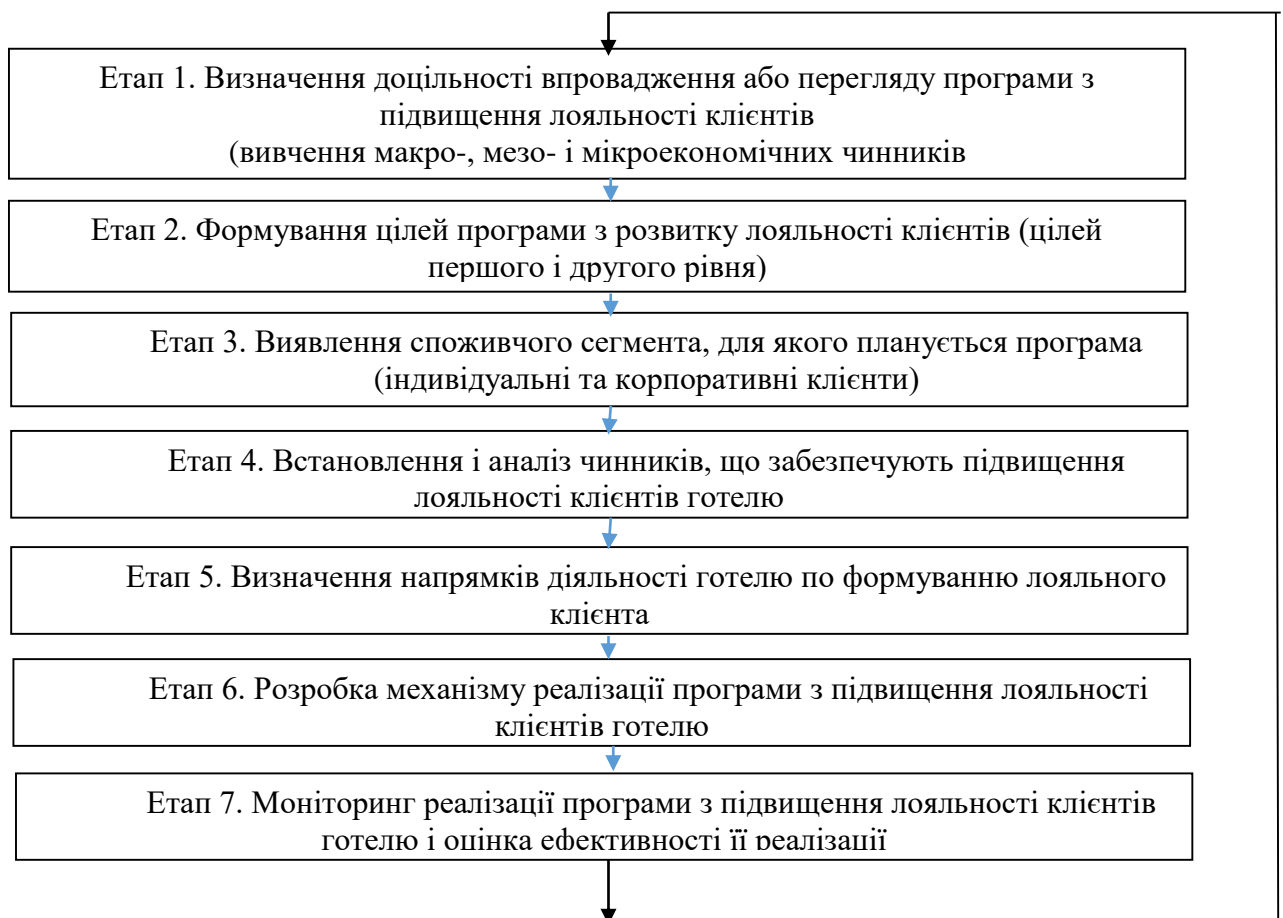 Етап 1. Визначення доцільності впровадження або перегляду програми з
підвищення лояльності клієнтів
(вивчення макро-, мезо- і мікроекономічних чинників
Етап 2. Формування цілей програми з розвитку лояльності клієнтів (цілей
першого і другого рівня)
Етап 3. Виявлення споживчого сегмента, для якого планується програма
(індивідуальні та корпоративні клієнти)
Етап 4. Встановлення і аналіз чинників, що забезпечують підвищення
лояльності клієнтів готелю
Етап 5. Визначення напрямків діяльності готелю по формуванню лояльного
клієнта
Етап 6. Розробка механізму реалізації програми з підвищення лояльності
клієнтів готелю
Етап 7. Моніторинг реалізації програми з підвищення лояльності клієнтів
готелю і оцінка ефективності її реалізації